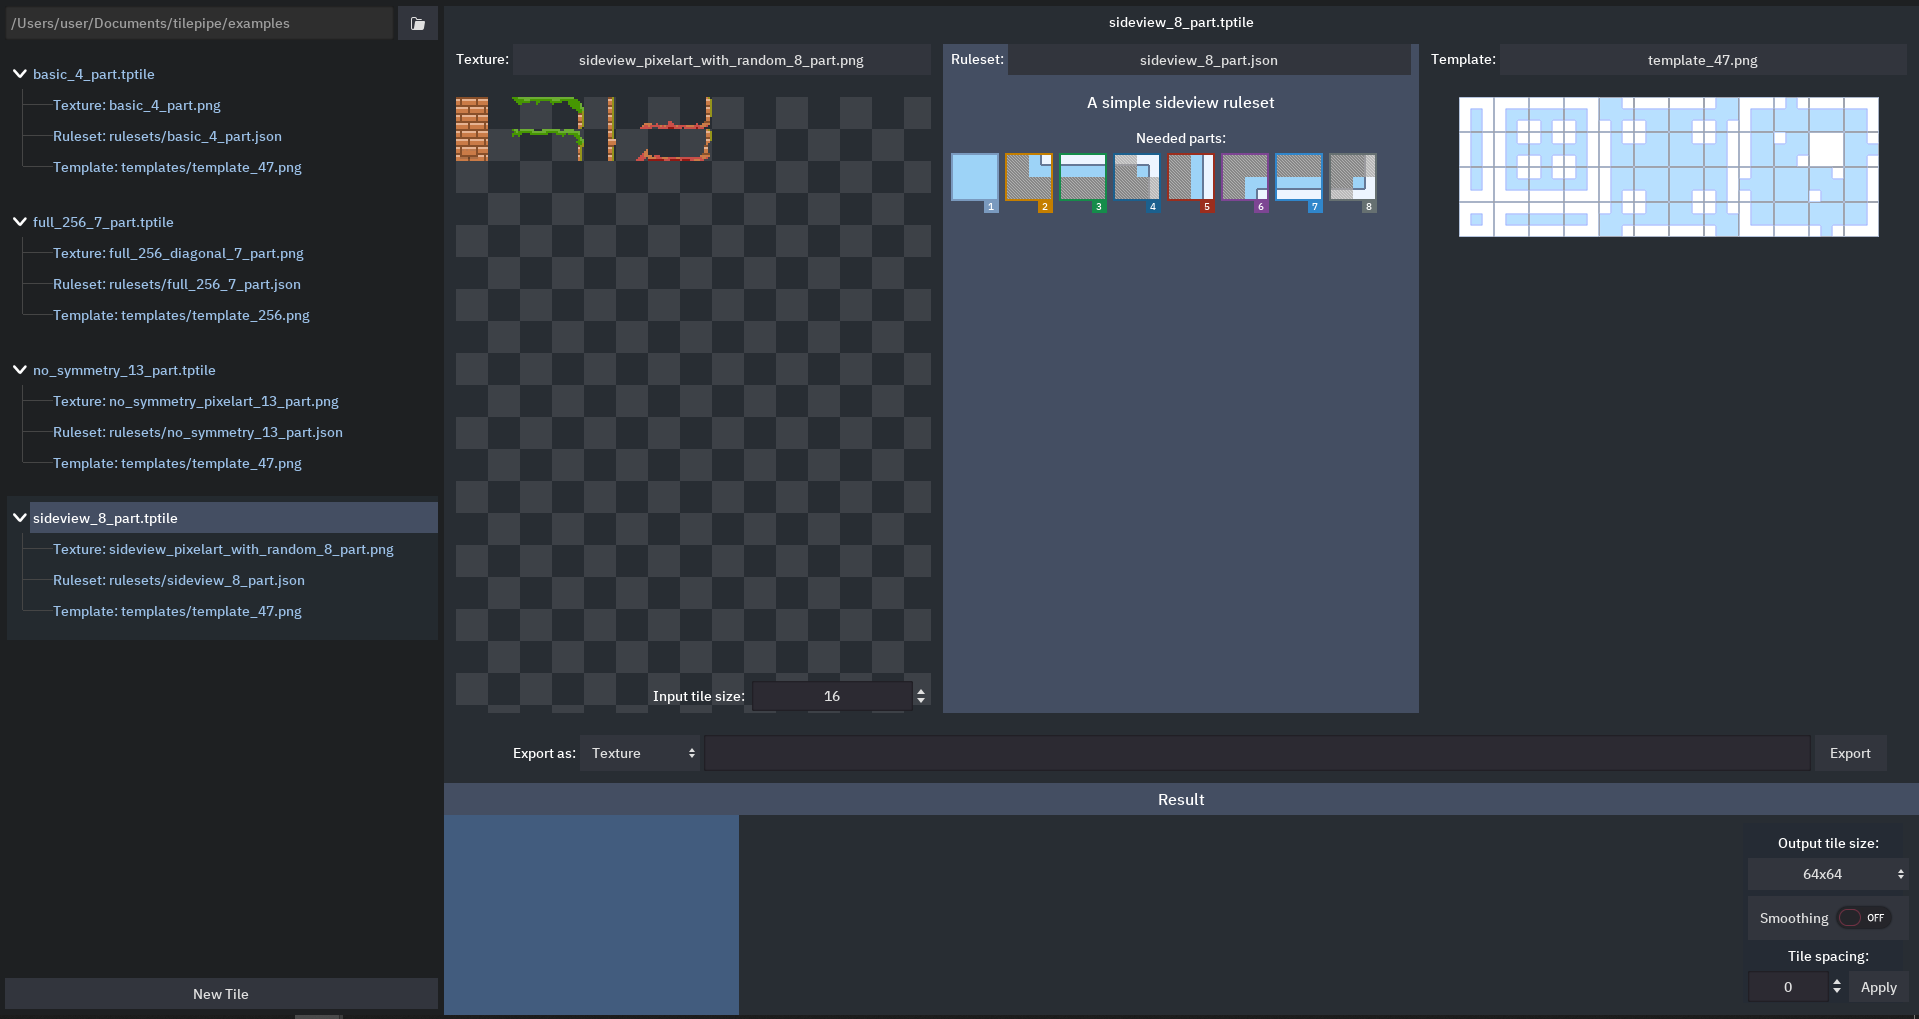 /Users/user/Documents/tilepipe/examples
basic_4_part.tptile
Texture: basic_4_part.png
Ruleset: rulesets/basic_4_part.json
Template: templates/template_47.png
full_256_7_part.tptile
Texture: full_256_diagonal_7_part.png
Ruleset: rulesets/full_256_7_part.json
Template: templates/template_256.png
no_symmetry_13_part.tptile
Texture: no_symmetry_pixelart_13_part.png
Ruleset: rulesets/no_symmetry_13_part.json
Template: templates/template_47.png
sideview_8_part.tptile
Texture: sideview_pixelart_with_random_8_part.png
Ruleset: rulesets/sideview_8_part.json
Template: templates/template_47.png
New Tile
sideview_8_part.tptile
Texture: sideview_pixelart_with_random_8_part.png
Input tile size: 16
Ruleset: sideview_8_part.json
A simple sideview ruleset
Needed parts:
1 2 3 4 5 6 7 8
Template: template_47.png
Export as: Texture Export
Result
Output tile size:
64x64
Smoothing OFF
Tile spacing:
0 Apply